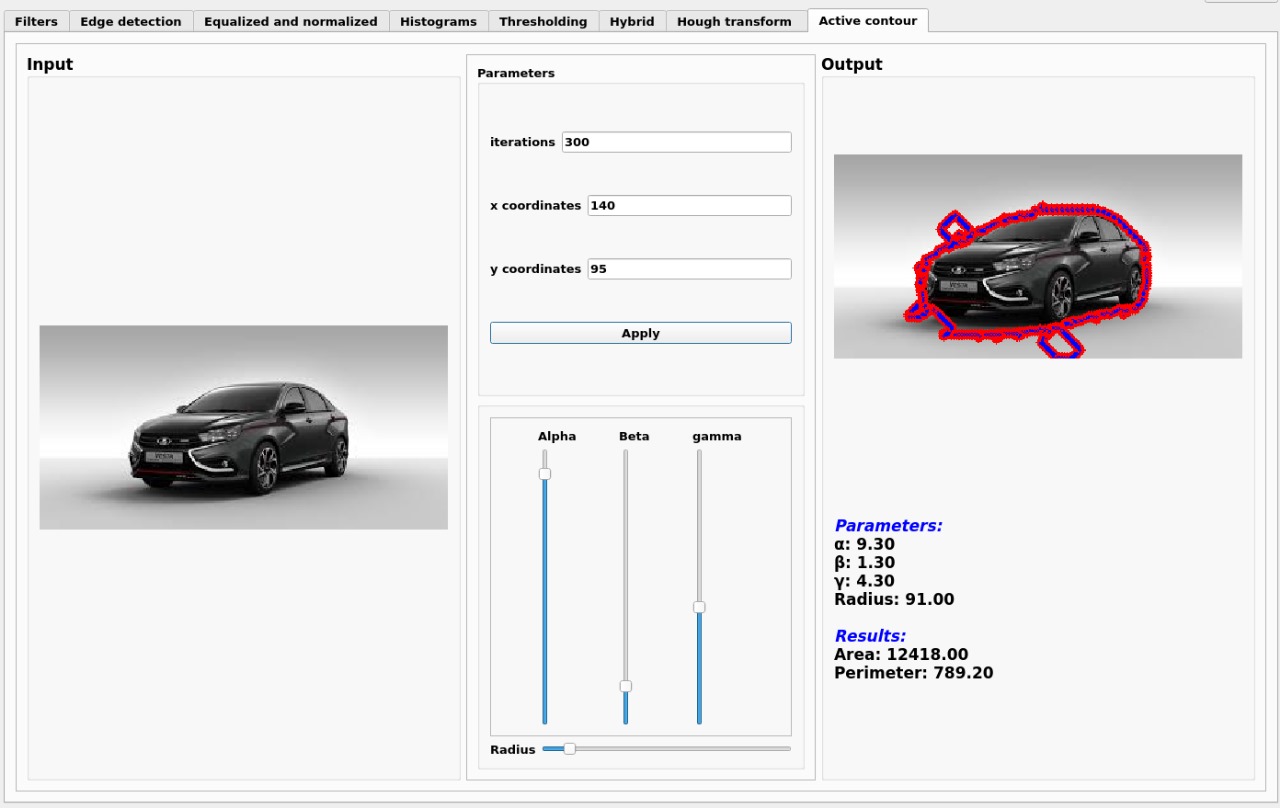 Filters Edge detection Equalized and normalized Histograms Thresholding Hybrid Hough transform Active contour
Input
Parameters
iterations 300
x coordinates 140
y coordinates 95
Apply
Alpha Beta gamma
Radius
Output
Parameters:
α: 9.30
β: 1.30
γ: 4.30
Radius: 91.00
Results:
Area: 12418.00
Perimeter: 789.20